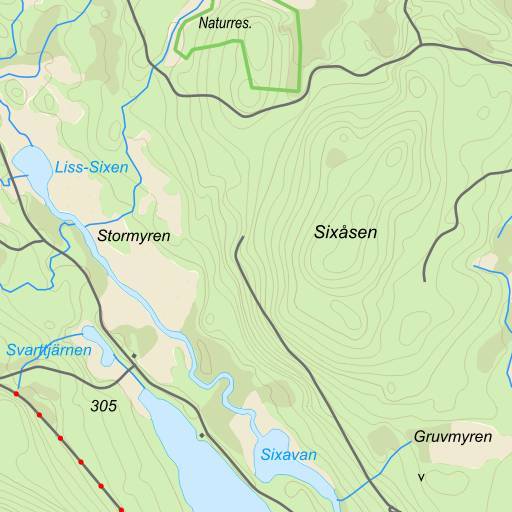 Naturres.
Liss-Sixen
Stormyren
Sixåsen
Svarttjärnen
305
Gruvmyren
Sixavan